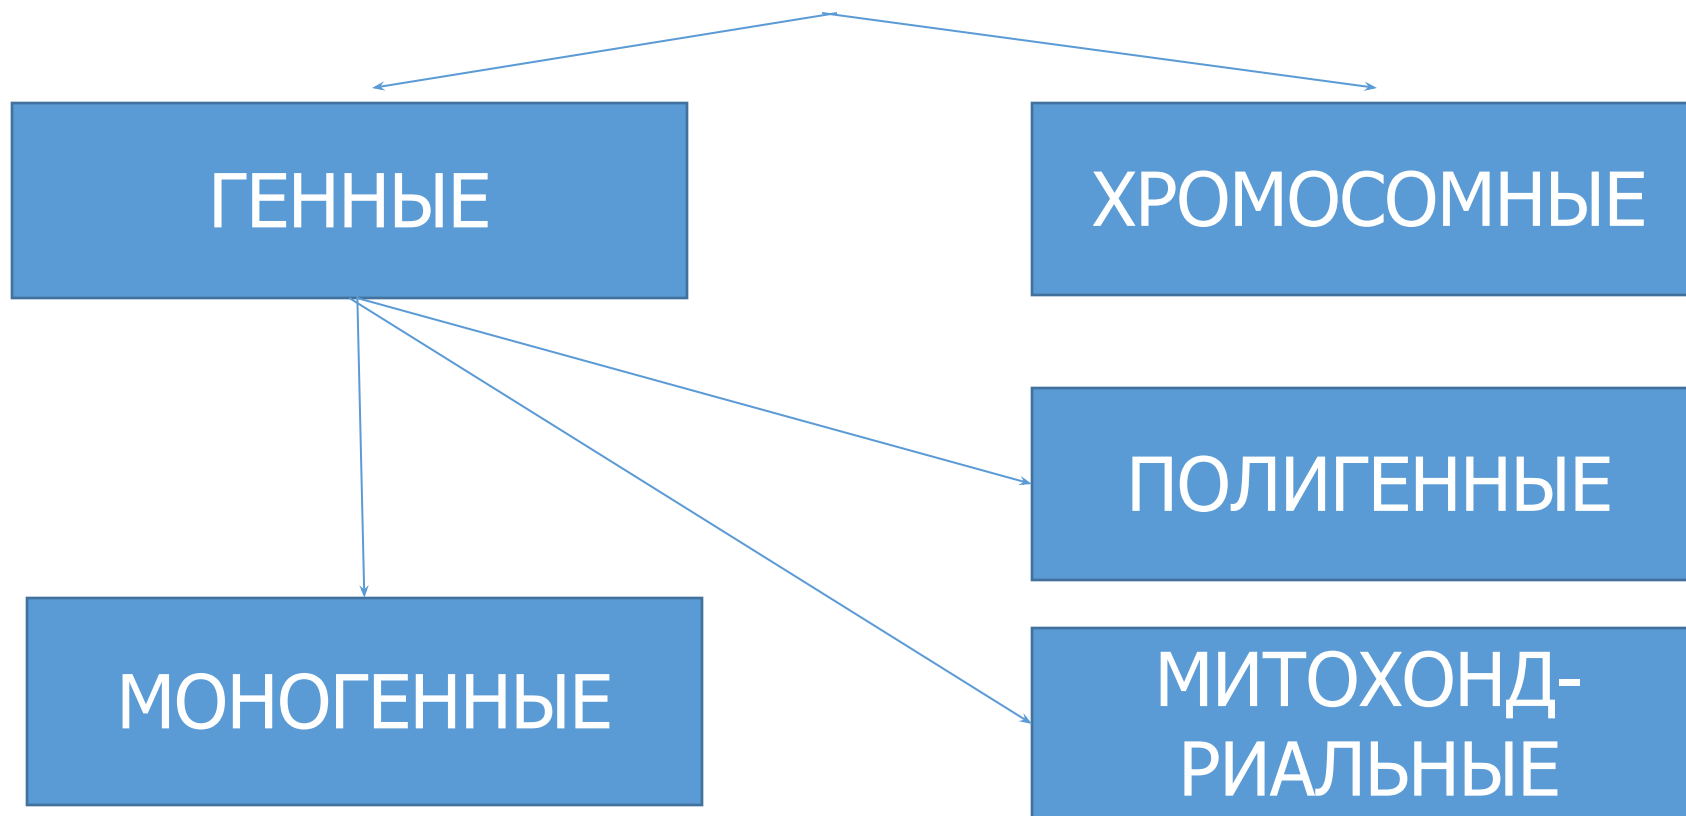 ГЕННЫЕ
ХРОМОСОМНЫЕ
ПОЛИГЕННЫЕ
МОНОГЕННЫЕ
МИТОХОНД-
РИАЛЬНЫЕ